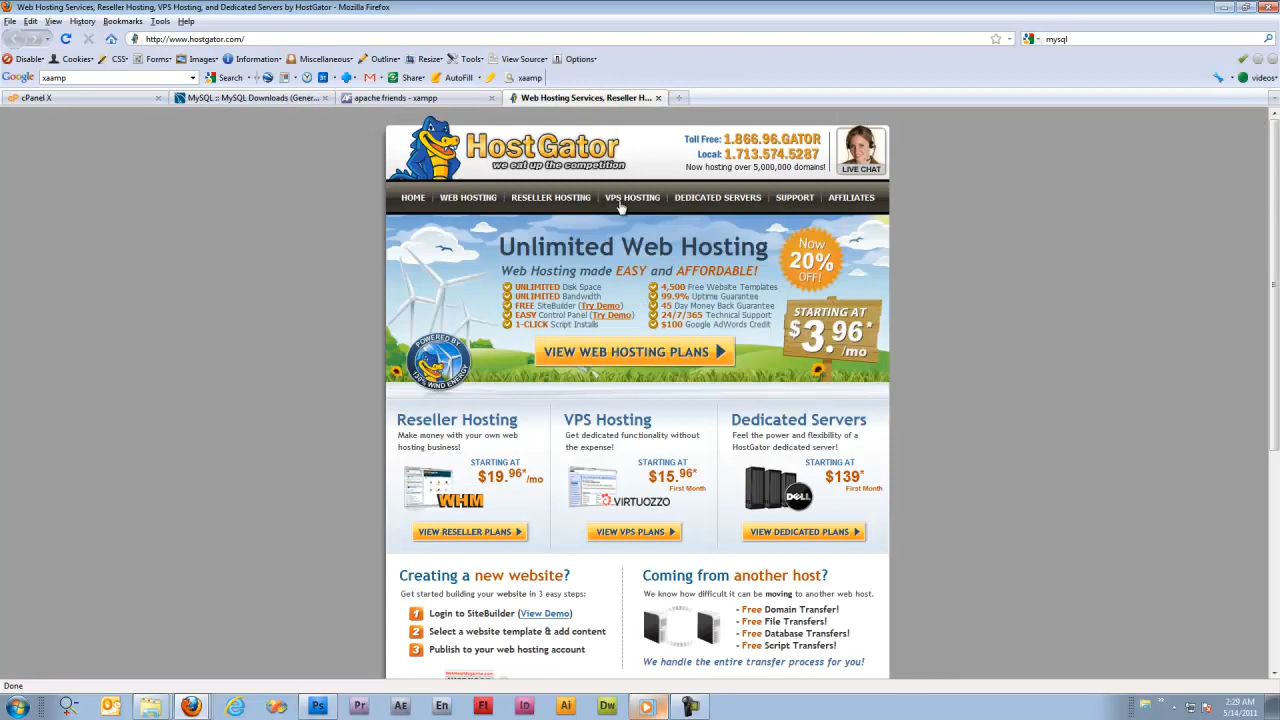 Web Hosting Services, Reseller Hosting, VPS Hosting, and Dedicated Servers by HostGator - Mozilla Firefox
File Edit View History Bookmarks Tools Help
http://www.hostgator.com/ mysql
Disable Cookies CSS Forms Images Information Miscellaneous Outline Resize Tools View Source Options
Google xaamp Search Share AutoFill xaamp videos
cPanel X MySQL :: MySQL Downloads (Gener... apache friends - xampp Web Hosting Services, Reseller H...
HostGator
we eat up the competition
Toll Free: 1.866.96.GATOR
Local: 1.713.574.5287
Now hosting over 5,000,000 domains!
LIVE CHAT
HOME WEB HOSTING RESELLER HOSTING VPS HOSTING DEDICATED SERVERS SUPPORT AFFILIATES
Unlimited Web Hosting
Web Hosting made EASY and AFFORDABLE!
UNLIMITED Disk Space
UNLIMITED Bandwidth
FREE SiteBuilder (Try Demo)
EASY Control Panel (Try Demo)
1-CLICK Script Installs
4,500 Free Website Templates
99.9% Uptime Guarantee
45 Day Money Back Guarantee
24/7/365 Technical Support
$100 Google AdWords Credit
Now
20%
OFF!
STARTING AT
$3.96*
/mo
VIEW WEB HOSTING PLANS
POWERED BY
130% WIND ENERGY
Reseller Hosting
Make money with your own web
hosting business!
STARTING AT
$19.96*/mo
WHM
VIEW RESELLER PLANS
VPS Hosting
Get dedicated functionality without
the expense!
STARTING AT
$15.96*
First Month
VIRTUOZZO
VIEW VPS PLANS
Dedicated Servers
Feel the power and flexibility of a
HostGator dedicated server!
STARTING AT
$139*
First Month
DELL
VIEW DEDICATED PLANS
Creating a new website?
Get started building your website in 3 easy steps:
1 Login to SiteBuilder (View Demo)
2 Select a website template & add content
3 Publish to your web hosting account
Coming from another host?
We know how difficult it can be moving to another web host.
- Free Domain Transfer!
- Free File Transfers!
- Free Database Transfers!
- Free Script Transfers!
We handle the entire transfer process for you!
Done
Ps Pr AE En Fl Id Ai Dw
2:29 AM
5/14/2011